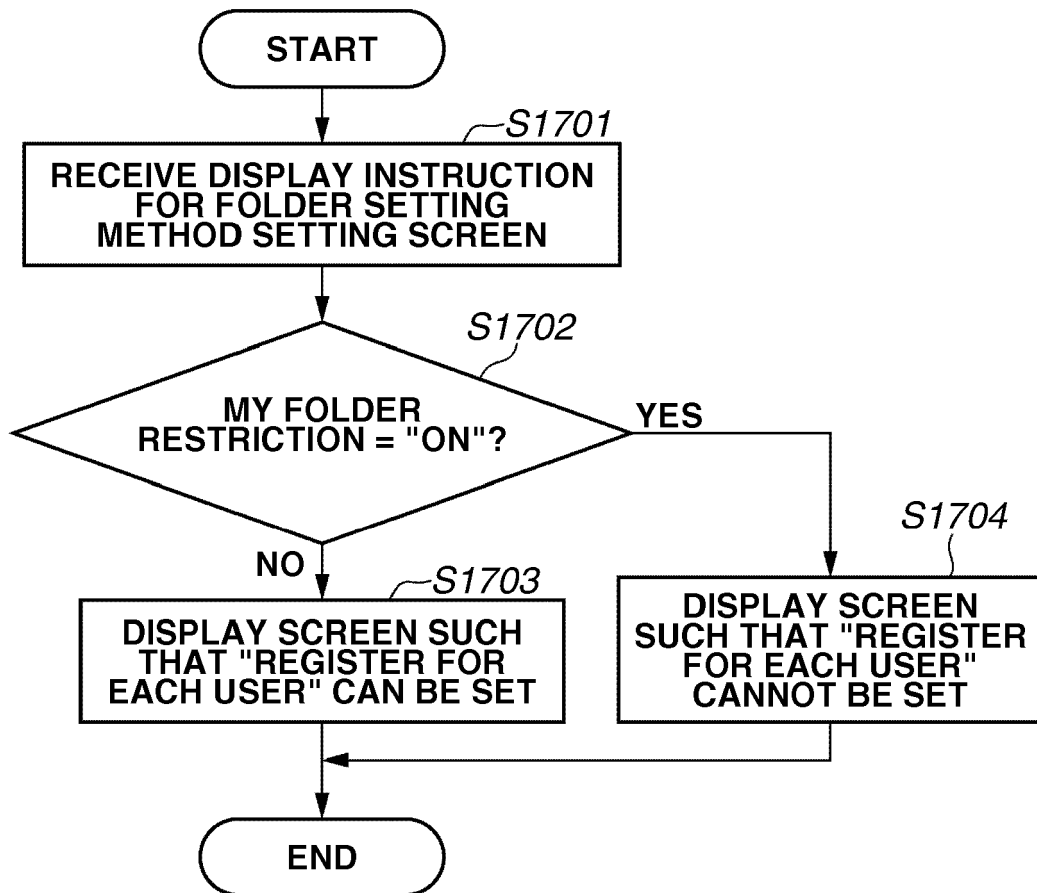 START
S1701
RECEIVE DISPLAY INSTRUCTION
FOR FOLDER SETTING
METHOD SETTING SCREEN
S1702
MY FOLDER
RESTRICTION = "ON"?
YES
NO
S1703
DISPLAY SCREEN SUCH
THAT "REGISTER FOR
EACH USER" CAN BE SET
S1704
DISPLAY SCREEN
SUCH THAT "REGISTER
FOR EACH USER"
CANNOT BE SET
END